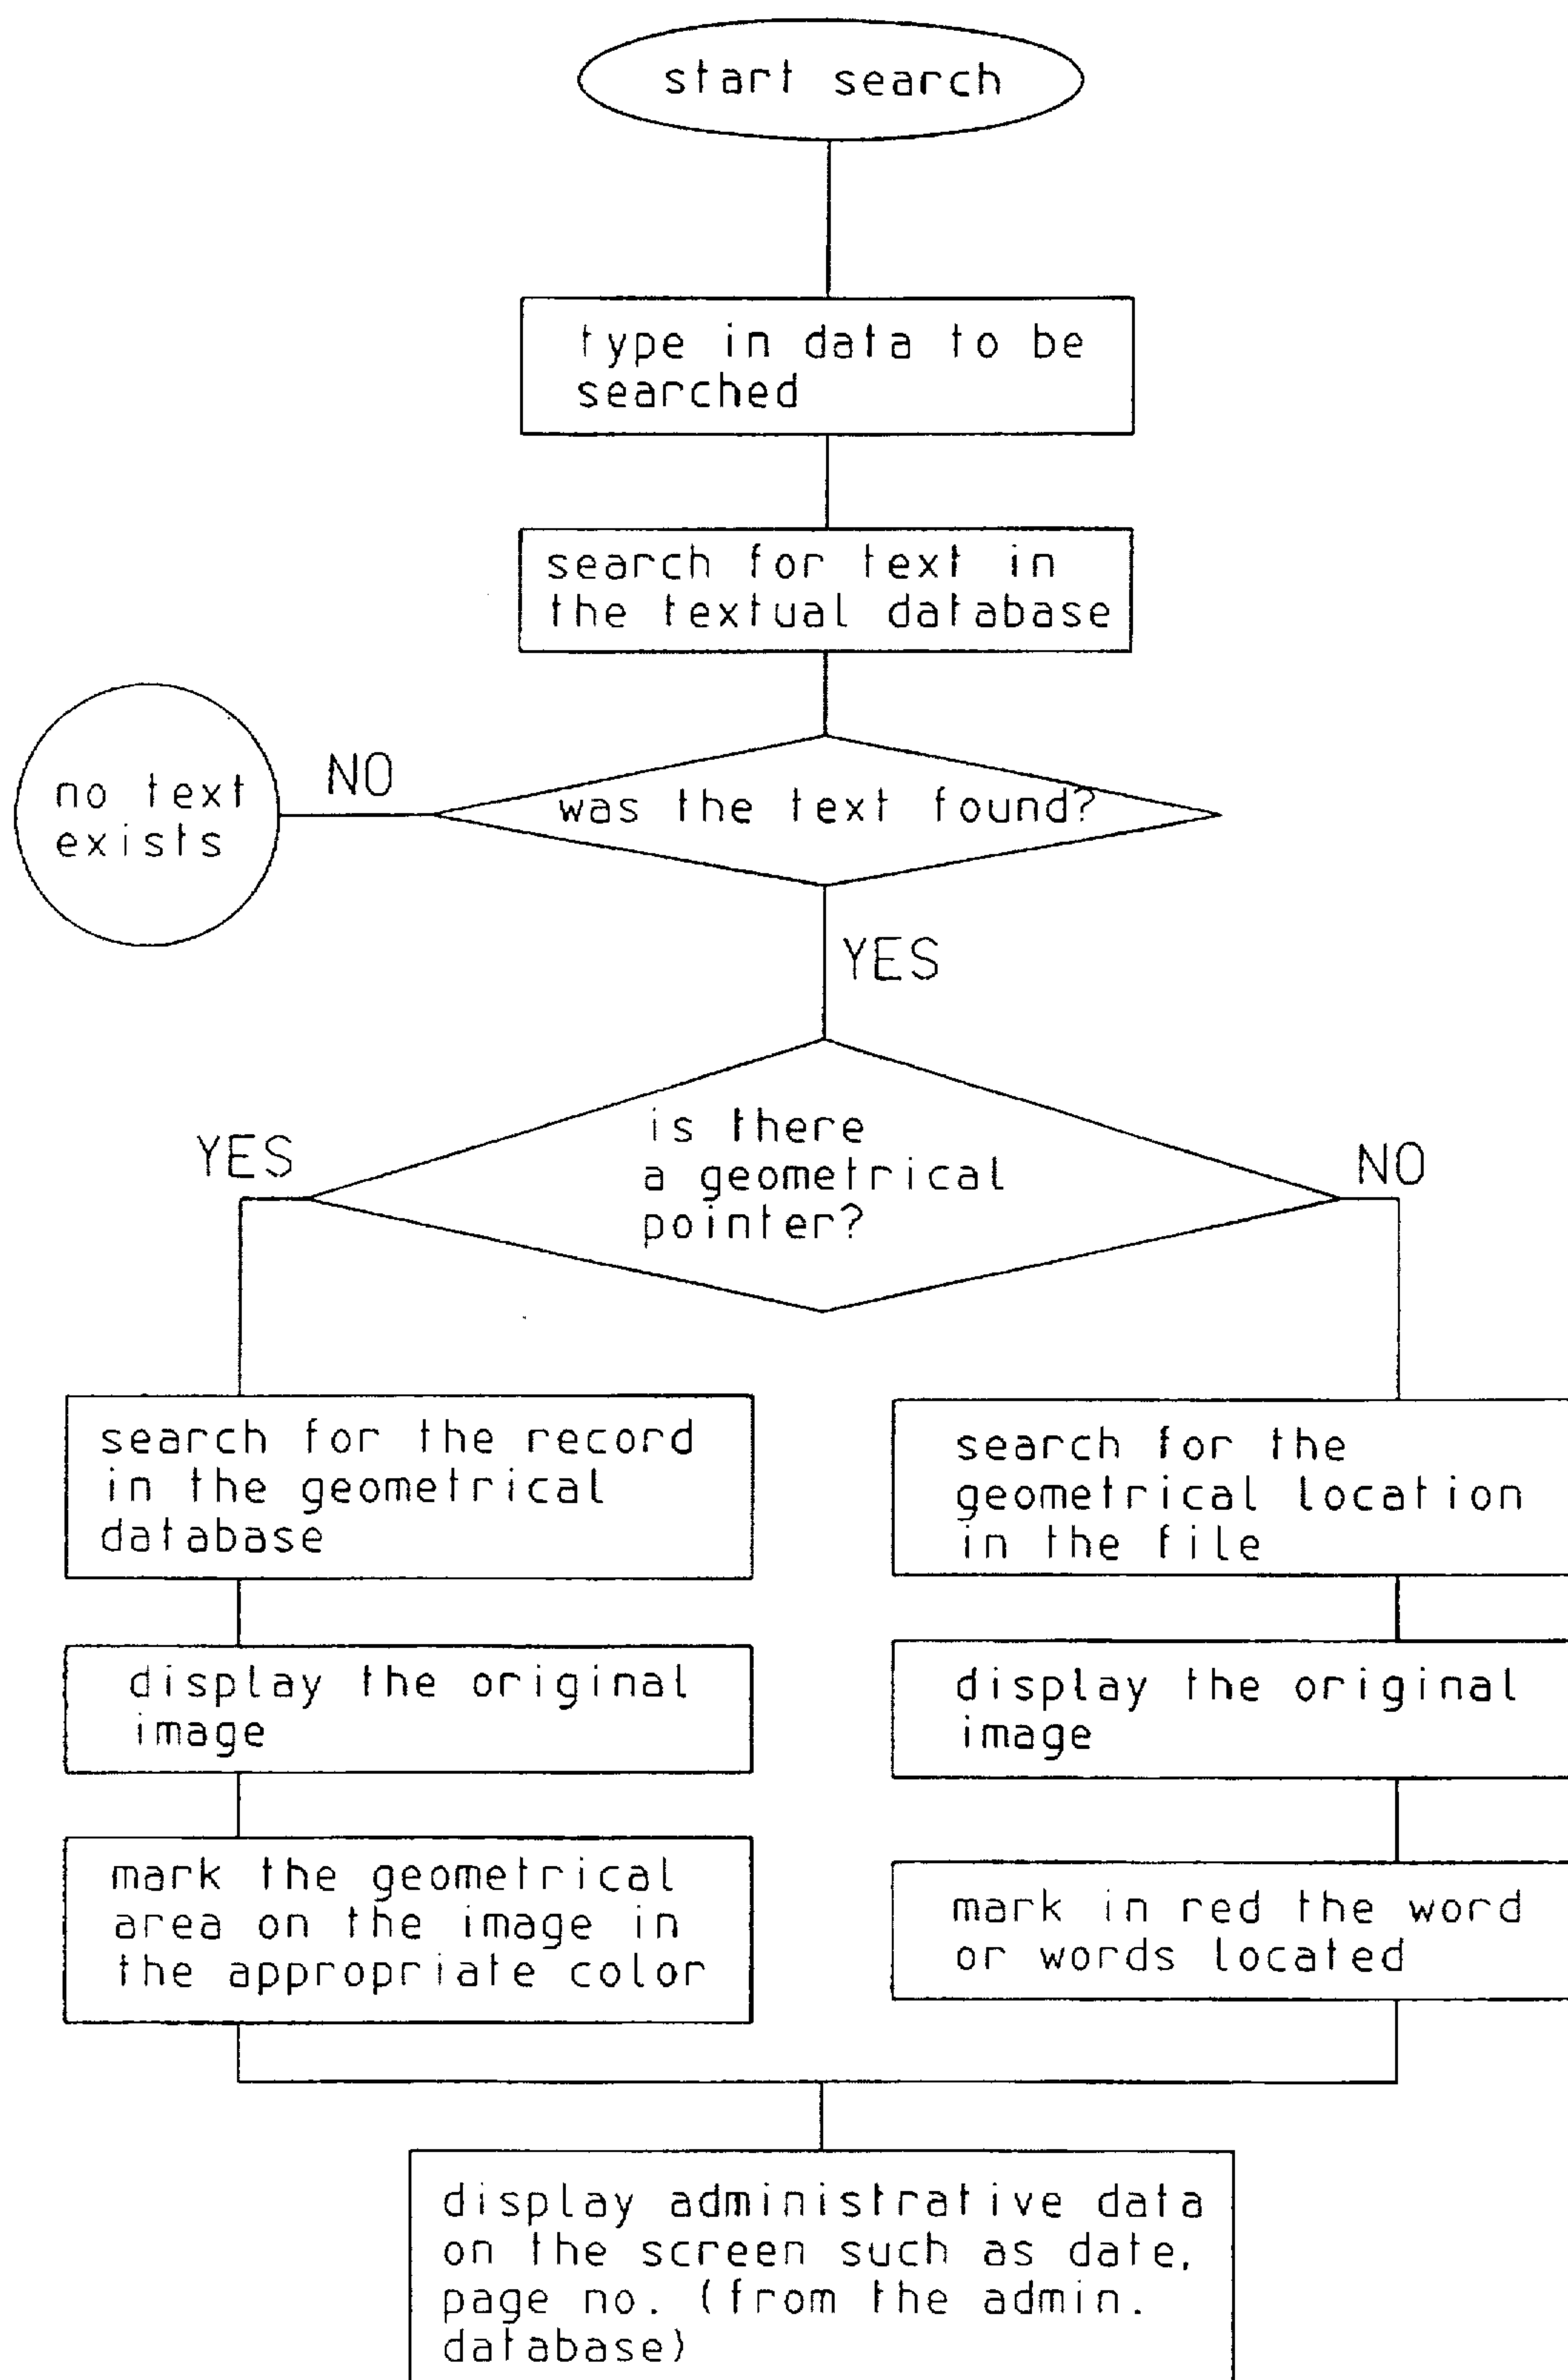 start search
type in data to be
searched
search for text in
the textual database
no text
exists
NO
was the text found?
YES
YES
is there
a geometrical
pointer?
NO
search for the record
in the geometrical
database
search for the
geometrical location
in the file
display the original
image
display the original
image
mark the geometrical
area on the image in
the appropriate color
mark in red the word
or words located
display administrative data
on the screen such as date,
page no. (from the admin.
database)